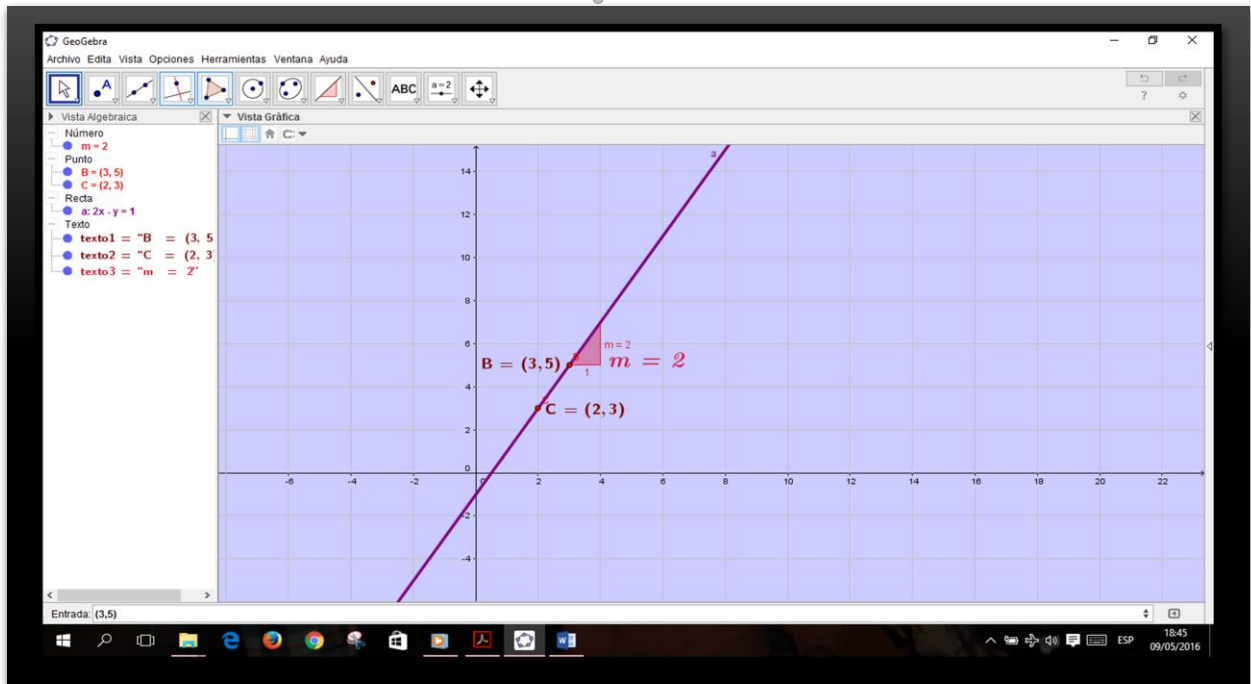 GeoGebra
Archivo Edita Vista Opciones Herramientas Ventana Ayuda
ABC
a=2
A
?
Vista Algebraica
Vista Gráfica
Número
m = 2
Punto
B = (3, 5)
C = (2, 3)
Recta
a: 2x - y = 1
Texto
texto1 = "B = (3, 5
texto2 = "C = (2, 3
texto3 = "m = 2"
a
14
12
10
8
6
4
2
0
-2
-4
-6 -4 -2 0 2 4 6 8 10 12 14 16 18 20 22
m = 2
B = (3, 5)
m = 2
1
C = (2, 3)
Entrada: (3,5)
ESP
18:45
09/05/2016